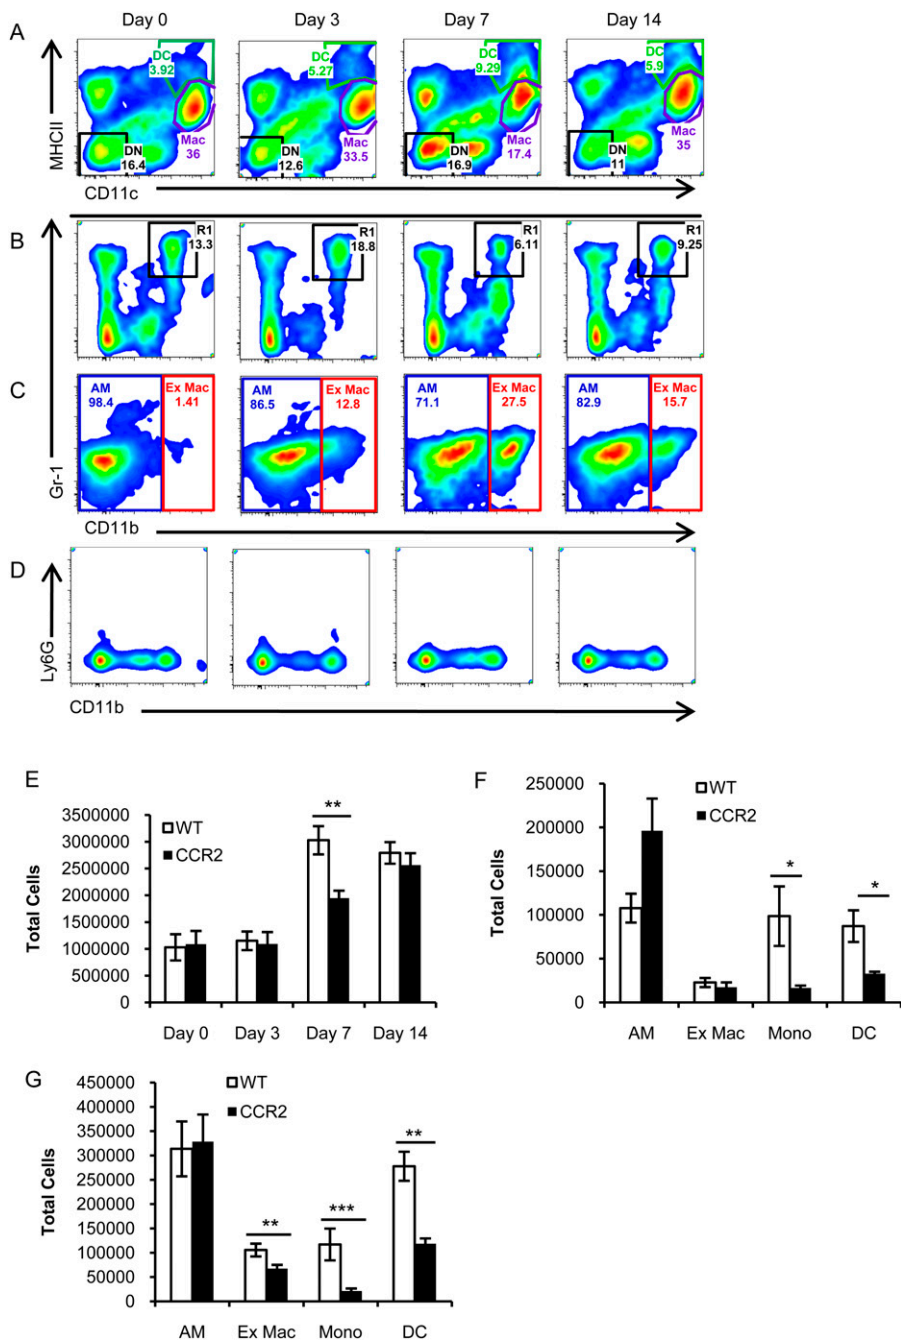 Day 0 Day 3 Day 7 Day 14
A
MHCII
DC 3.92
Mac 36
DN 16.4
DC 5.27
Mac 33.5
DN 12.6
DC 9.29
Mac 17.4
DN 16.9
DC 5.9
Mac 35
DN 11
CD11c
B
R1 13.3
R1 18.8
R1 6.11
R1 9.25
C
AM 98.4
Ex Mac 1.41
AM 86.5
Ex Mac 12.8
AM 71.1
Ex Mac 27.5
AM 82.9
Ex Mac 15.7
Gr-1
CD11b
D
Ly6G
CD11b
E
Total Cells
3500000
3000000
2500000
2000000
1500000
1000000
500000
0
WT
CCR2
**
Day 0 Day 3 Day 7 Day 14
F
Total Cells
250000
200000
150000
100000
50000
0
WT
CCR2
*
*
AM Ex Mac Mono DC
G
Total Cells
450000
400000
350000
300000
250000
200000
150000
100000
50000
0
WT
CCR2
**
***
**
AM Ex Mac Mono DC